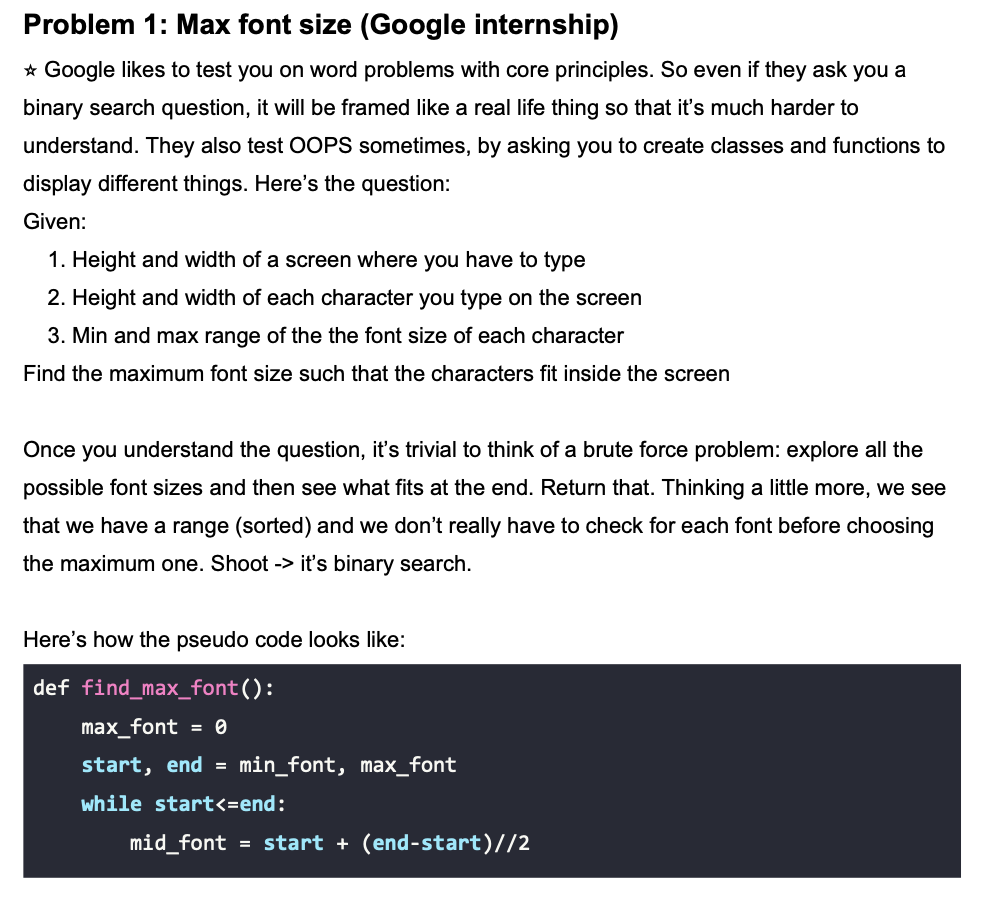 Problem 1: Max font size (Google internship)
☆ Google likes to test you on word problems with core principles. So even if they ask you a
binary search question, it will be framed like a real life thing so that it’s much harder to
understand. They also test OOPS sometimes, by asking you to create classes and functions to
display different things. Here’s the question:
Given:
1. Height and width of a screen where you have to type
2. Height and width of each character you type on the screen
3. Min and max range of the the font size of each character
Find the maximum font size such that the characters fit inside the screen
Once you understand the question, it’s trivial to think of a brute force problem: explore all the
possible font sizes and then see what fits at the end. Return that. Thinking a little more, we see
that we have a range (sorted) and we don’t really have to check for each font before choosing
the maximum one. Shoot -> it’s binary search.
Here’s how the pseudo code looks like:
def find_max_font():
    max_font = 0
    start, end = min_font, max_font
    while start<=end:
        mid_font = start + (end-start)//2